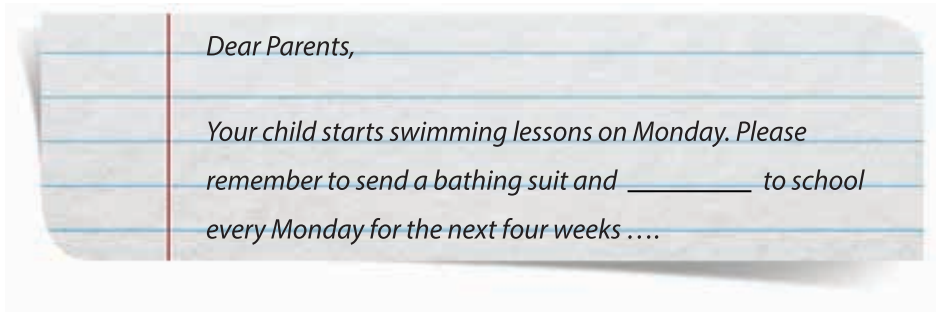 Dear Parents,
Your child starts swimming lessons on Monday. Please
remember to send a bathing suit and __________ to school
every Monday for the next four weeks ….